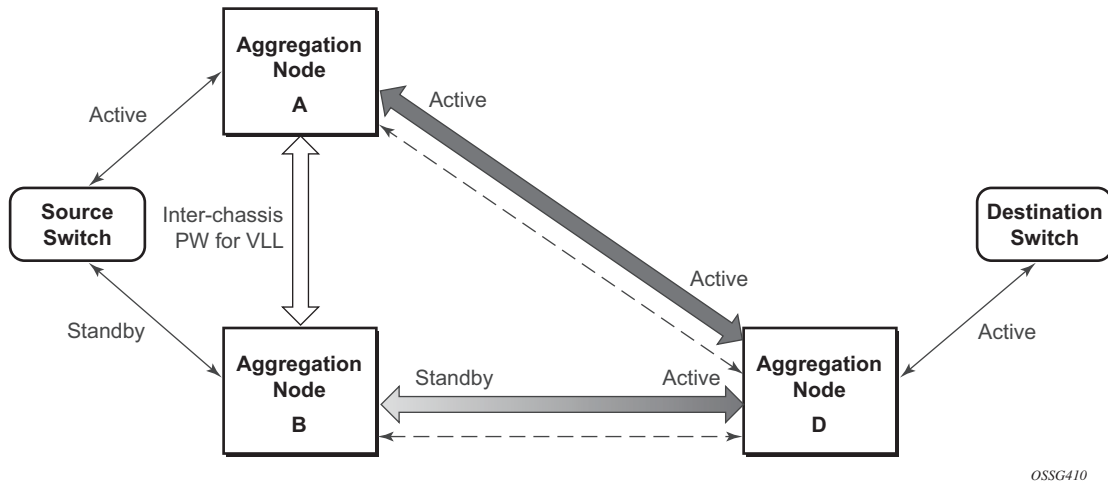 Aggregation
Node
A
Active
Active
Source
Switch
Inter-chassis
PW for VLL
Destination
Switch
Active
Standby
Aggregation
Node
B
Standby
Active
Aggregation
Node
D
Active
OSSG410